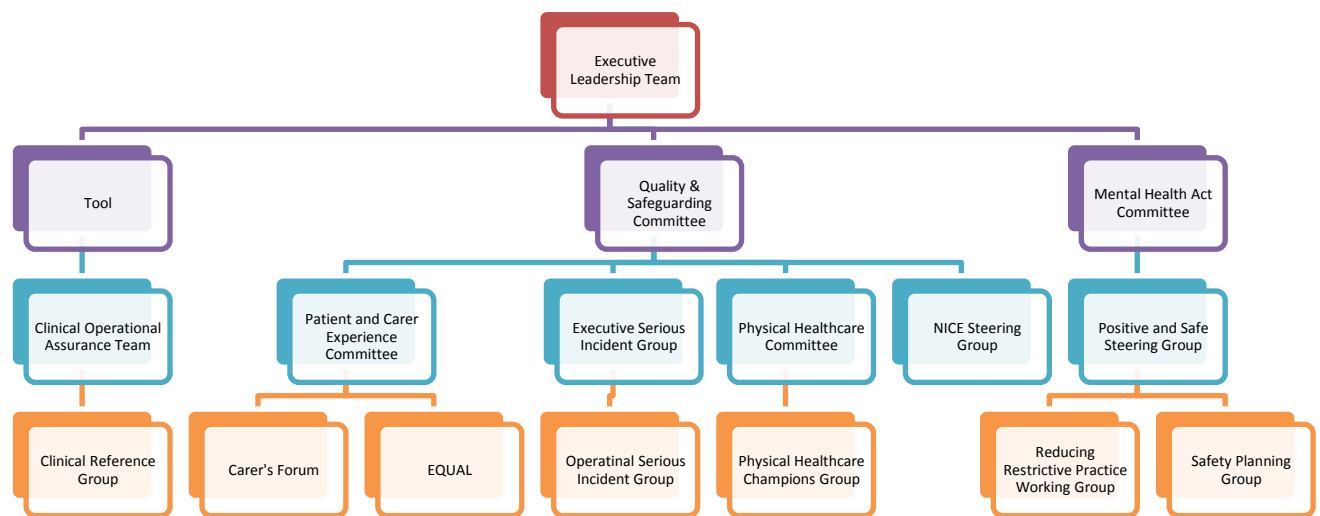 Executive
Leadership Team
Tool
Quality &
Safeguarding
Committee
Mental Health Act
Committee
Clinical Operational
Assurance Team
Patient and Carer
Experience
Committee
Executive Serious
Incident Group
Physical Healthcare
Committee
NICE Steering
Group
Positive and Safe
Steering Group
Clinical Reference
Group
Carer's Forum
EQUAL
Operatinal Serious
Incident Group
Physical Healthcare
Champions Group
Reducing
Restrictive Practice
Working Group
Safety Planning
Group